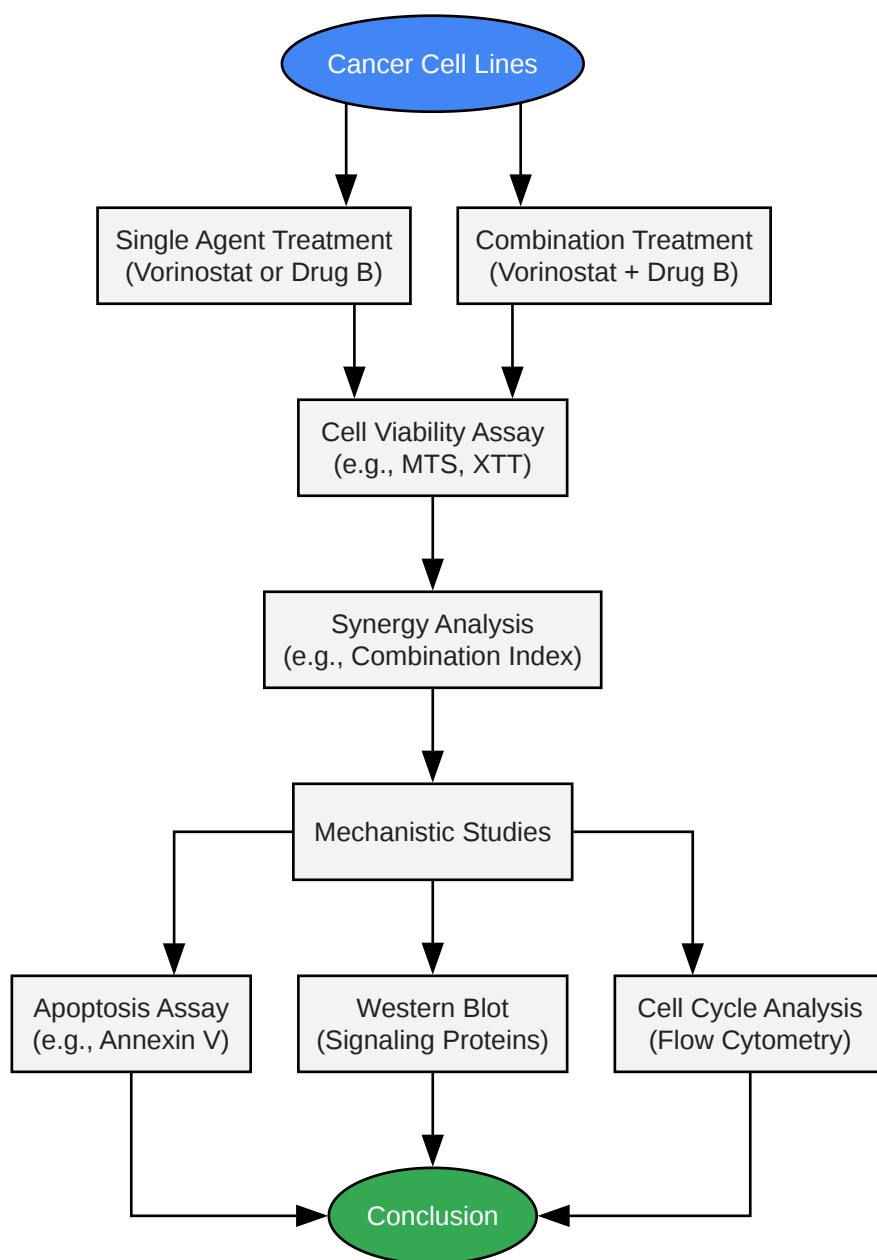 Cancer Cell Lines
Single Agent Treatment
(Vorinostat or Drug B)
Combination Treatment
(Vorinostat + Drug B)
Cell Viability Assay
(e.g., MTS, XTT)
Synergy Analysis
(e.g., Combination Index)
Mechanistic Studies
Apoptosis Assay
(e.g., Annexin V)
Western Blot
(Signaling Proteins)
Cell Cycle Analysis
(Flow Cytometry)
Conclusion